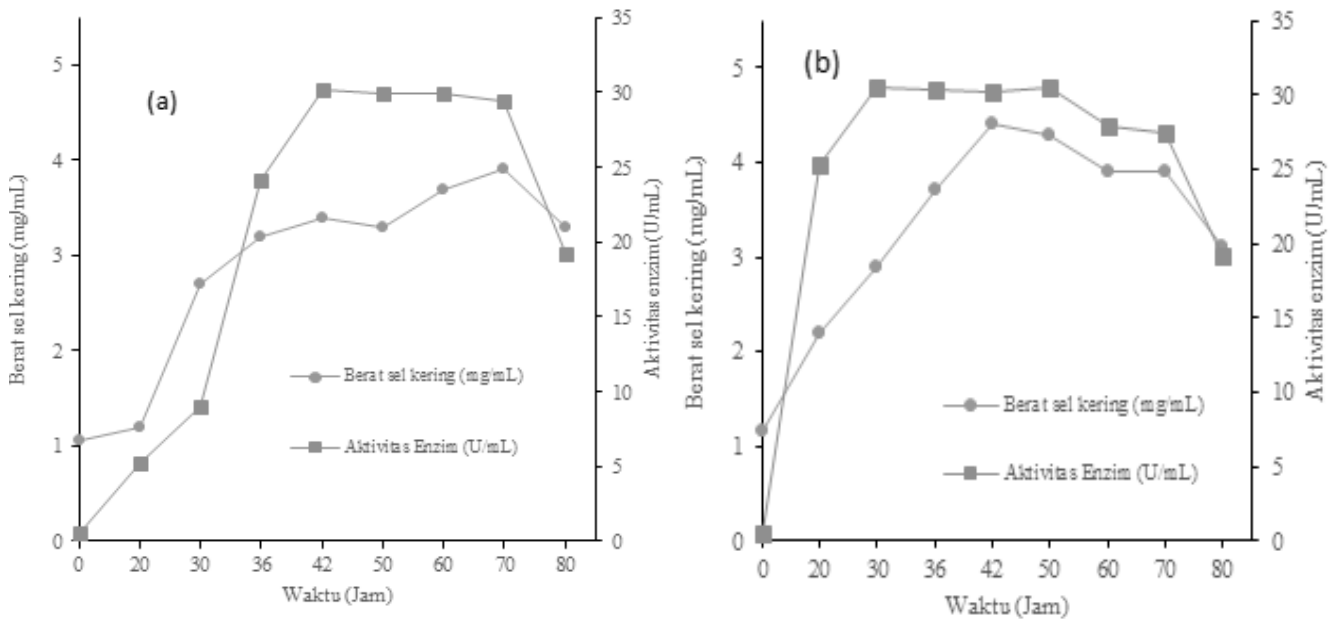 (a)
Berat sel kering (mg/mL)
5
4
3
2
1
0
35
30
25
20
15
10
5
0
Aktivitas enzim(U/mL)
Berat sel kering (mg/mL)
Aktivitas Enzim (U/mL)
0 20 30 36 42 50 60 70 80
Waktu (Jam)
(b)
Berat sel kering (mg/mL)
5
4
3
2
1
0
35
30
25
20
15
10
5
0
Aktivitas enzim(U/mL)
Berat sel kering (mg/mL)
Aktivitas Enzim (U/mL)
0 20 30 36 42 50 60 70 80
Waktu (Jam)